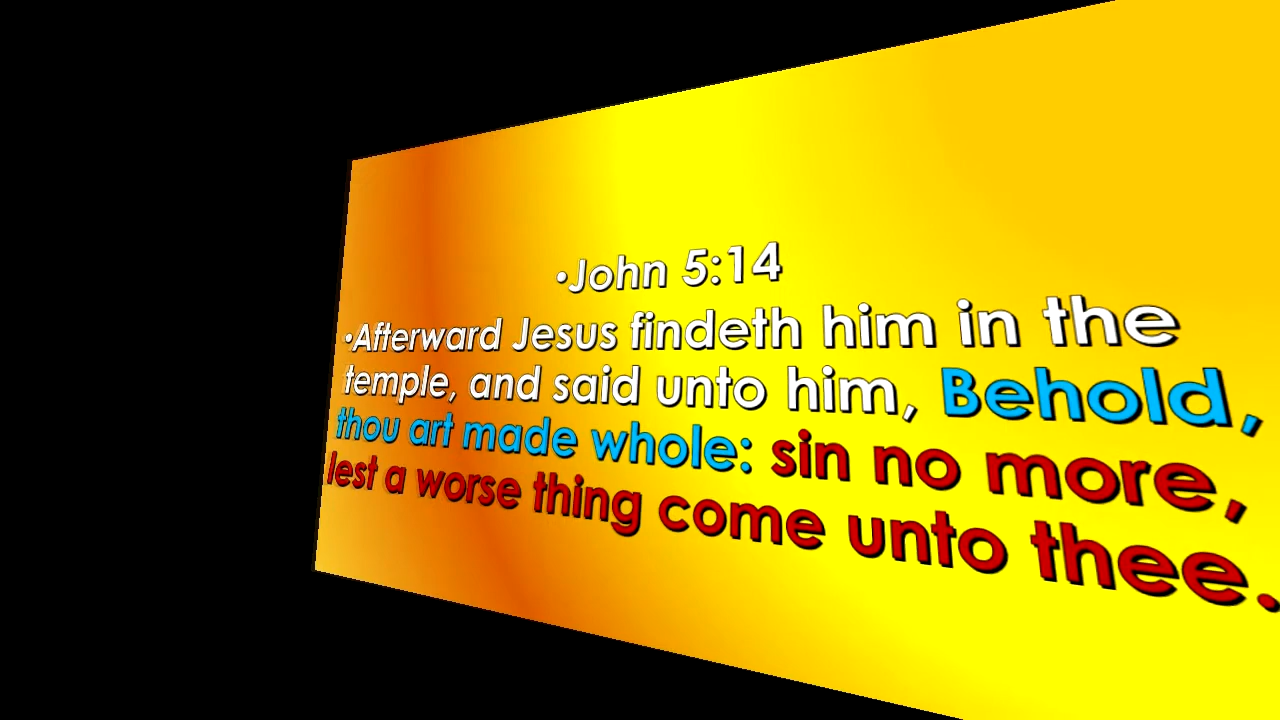 •John 5:14
•Afterward Jesus findeth him in the
temple, and said unto him, Behold,
thou art made whole: sin no more,
lest a worse thing come unto thee.